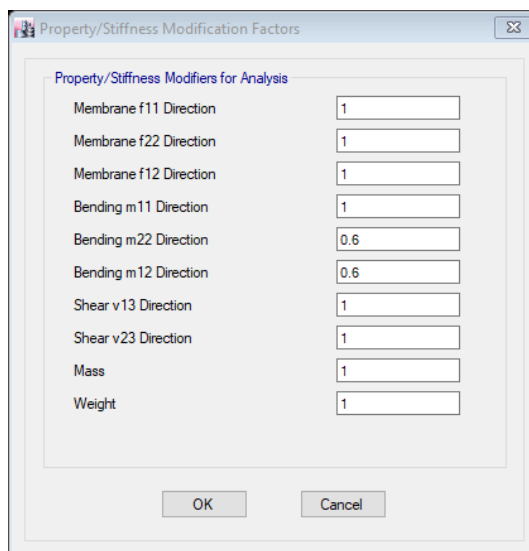 Property/Stiffness Modification Factors
Property/Stiffness Modifiers for Analysis
Membrane f11 Direction 1
Membrane f22 Direction 1
Membrane f12 Direction 1
Bending m11 Direction 1
Bending m22 Direction 0.6
Bending m12 Direction 0.6
Shear v13 Direction 1
Shear v23 Direction 1
Mass 1
Weight 1
OK Cancel